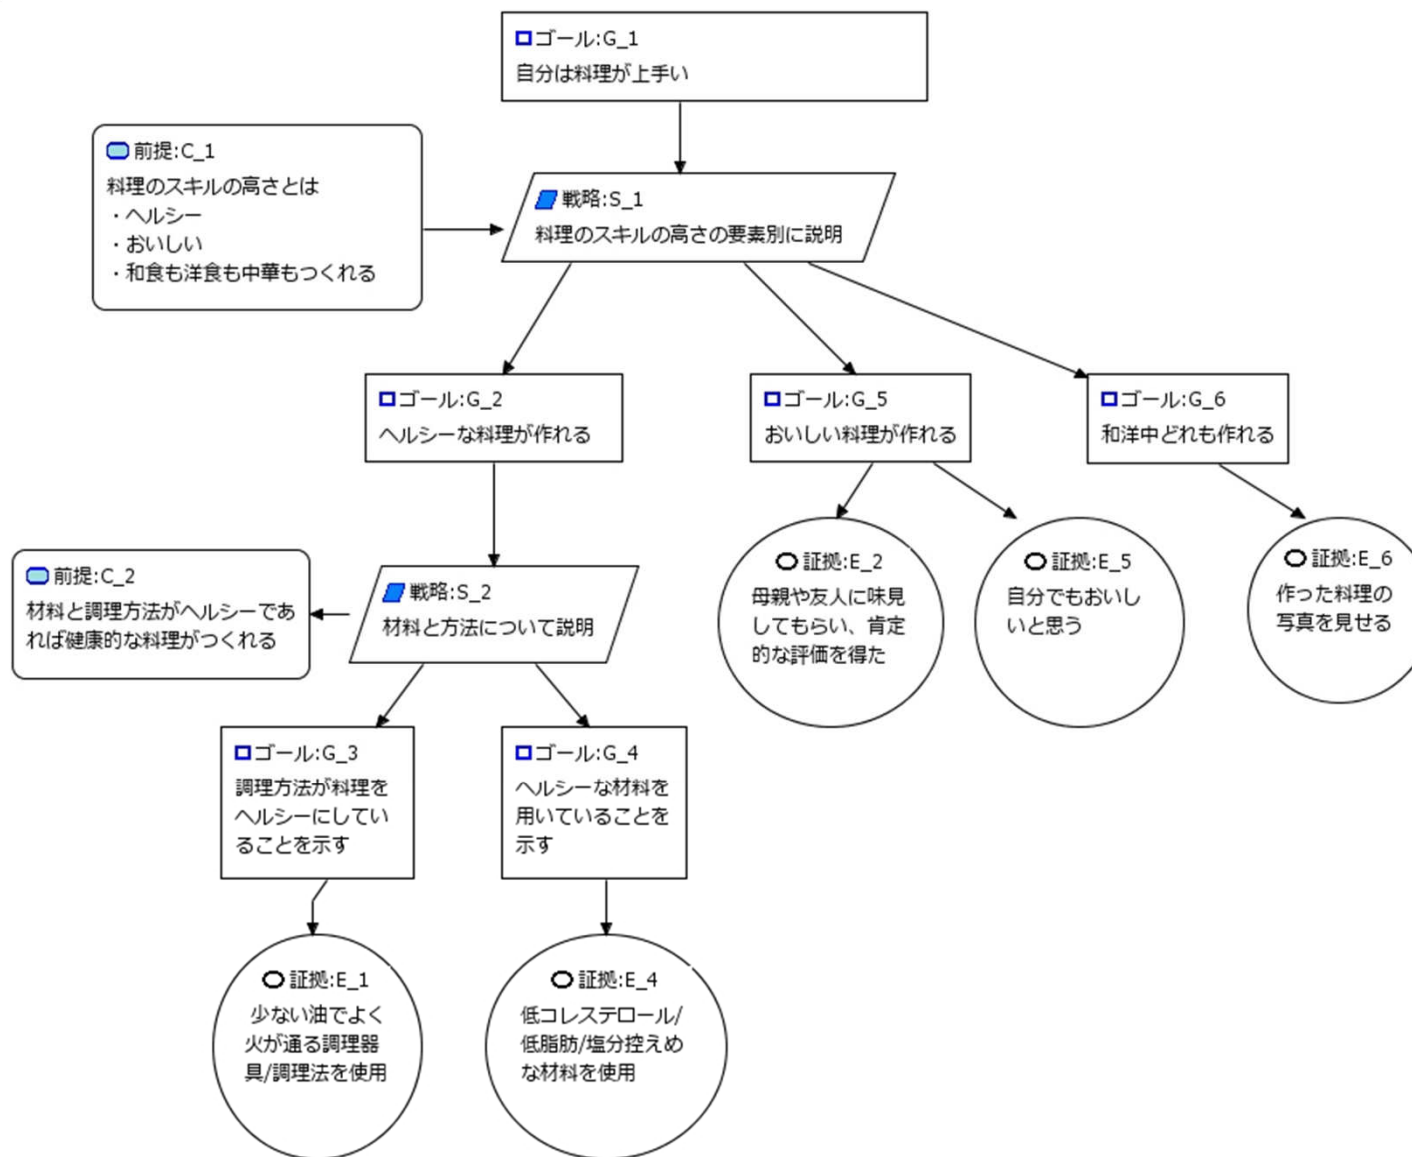 ゴール:G_1
自分は料理が上手い
前提:C_1
料理のスキルの高さとは
・ヘルシー
・おいしい
・和食も洋食も中華もつくれる
戦略:S_1
料理のスキルの高さの要素別に説明
ゴール:G_2
ヘルシーな料理が作れる
ゴール:G_5
おいしい料理が作れる
ゴール:G_6
和洋中どれも作れる
前提:C_2
材料と調理方法がヘルシーであ
れば健康的な料理がつくれる
戦略:S_2
材料と方法について説明
証拠:E_2
母親や友人に味見
してもらい、肯定
的な評価を得た
証拠:E_5
自分でもおいし
いと思う
証拠:E_6
作った料理の
写真を見せる
ゴール:G_3
調理方法が料理を
ヘルシーにしてい
ることを示す
ゴール:G_4
ヘルシーな材料を
用いていることを
示す
証拠:E_1
少ない油でよく
火が通る調理器
具/調理法を使用
証拠:E_4
低コレステロール/
低脂肪/塩分控えめ
な材料を使用